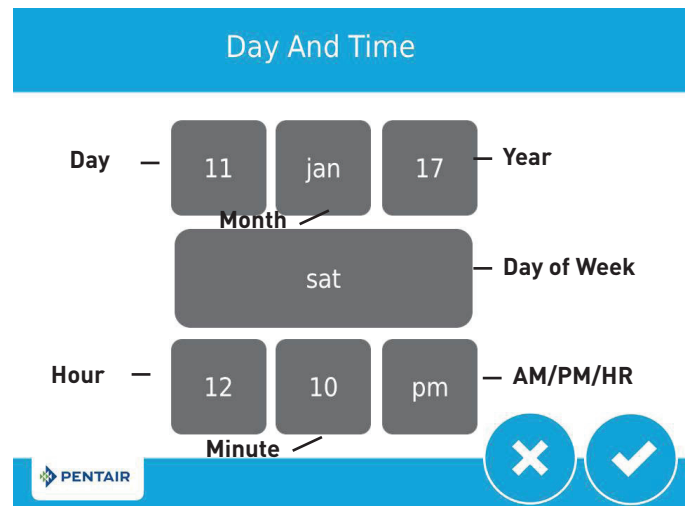 Day And Time
Day 11 jan 17 Year
Month
sat Day of Week
Hour 12 10 pm AM/PM/HR
Minute
PENTAIR